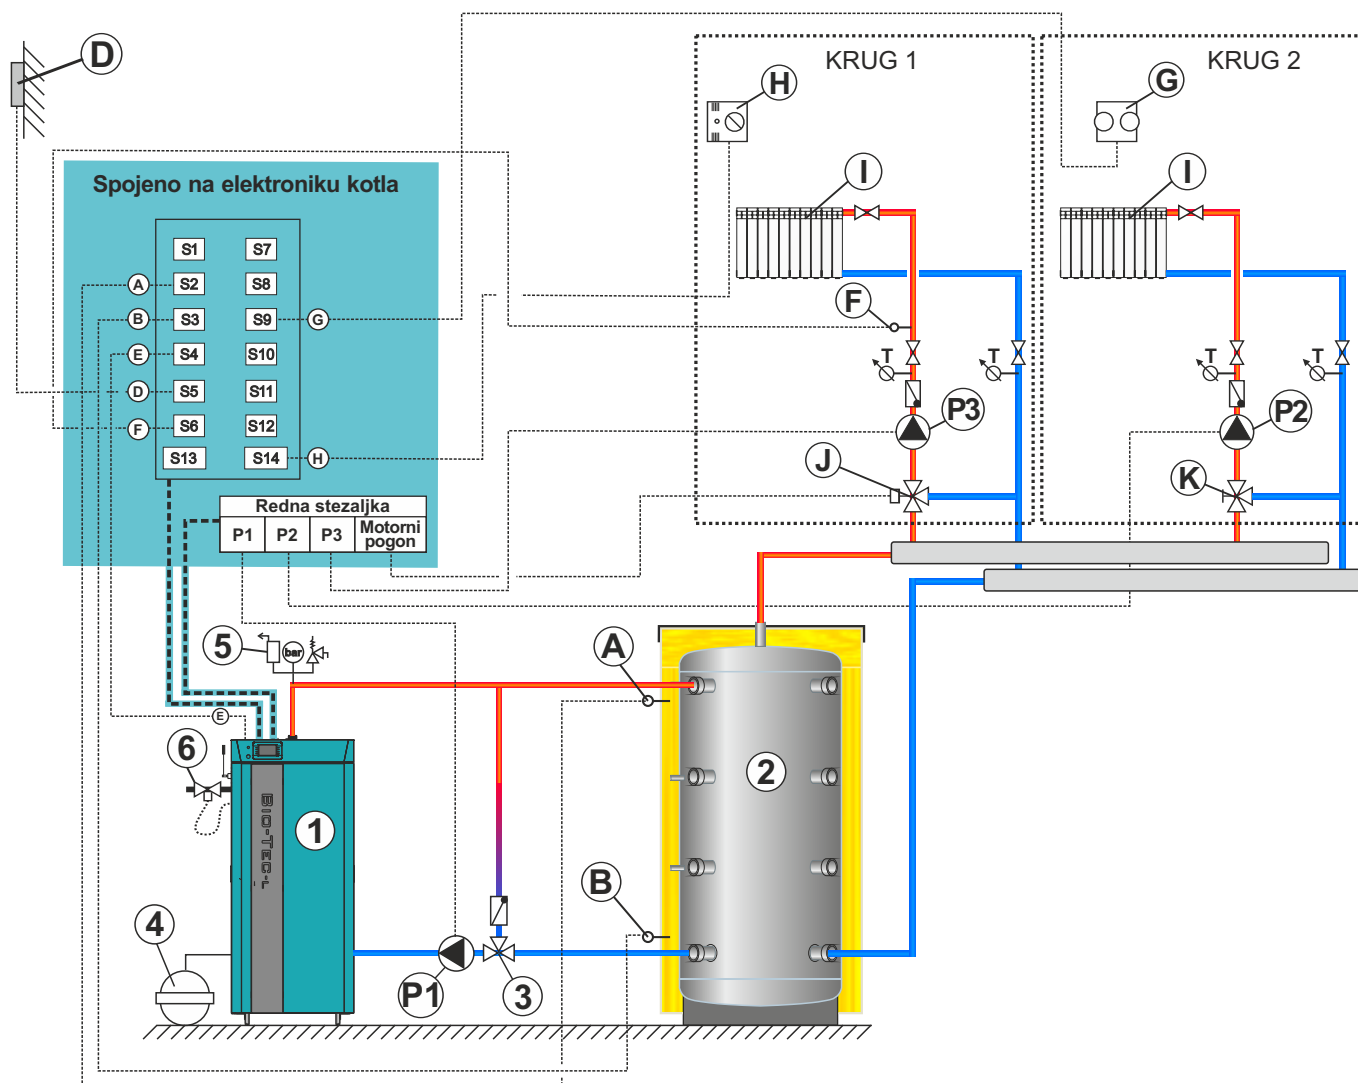 D
KRUG 1
KRUG 2
H
G
Spojeno na elektroniku kotla
I
I
S1 S7
A S2 S8
B S3 S9 G
E S4 S10
D S5 S11
F S6 S12
S13 S14 H
F
T T T T
P3 P2
J K
Redna stezaljka
P1 P2 P3 Motorni
pogon
5 bar
A
E
6
2
1
BIO-TEC-L
B
4
P1 3